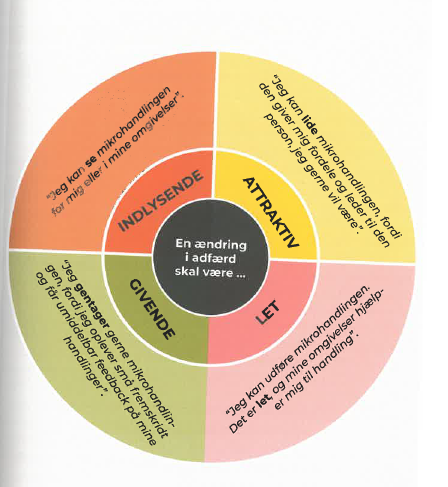 En ændring
i adfærd
skal være ...
INDLYSENDE
"Jeg kan se mikrohandlingen
for mig eller i mine omgivelser".
ATTRAKTIV
"Jeg kan lide mikrohandlingen, fordi
den giver mig fordele og leder til den
person, jeg gerne vil være".
LET
"Jeg kan udføre mikrohandlingen.
Det er let, og mine omgivelser hjælp-
er mig til handling".
GIVENDE
"Jeg gentager gerne mikrohandlin-
gen, fordi jeg oplever små fremskridt
og får umiddelbar feedback på mine
handlinger".